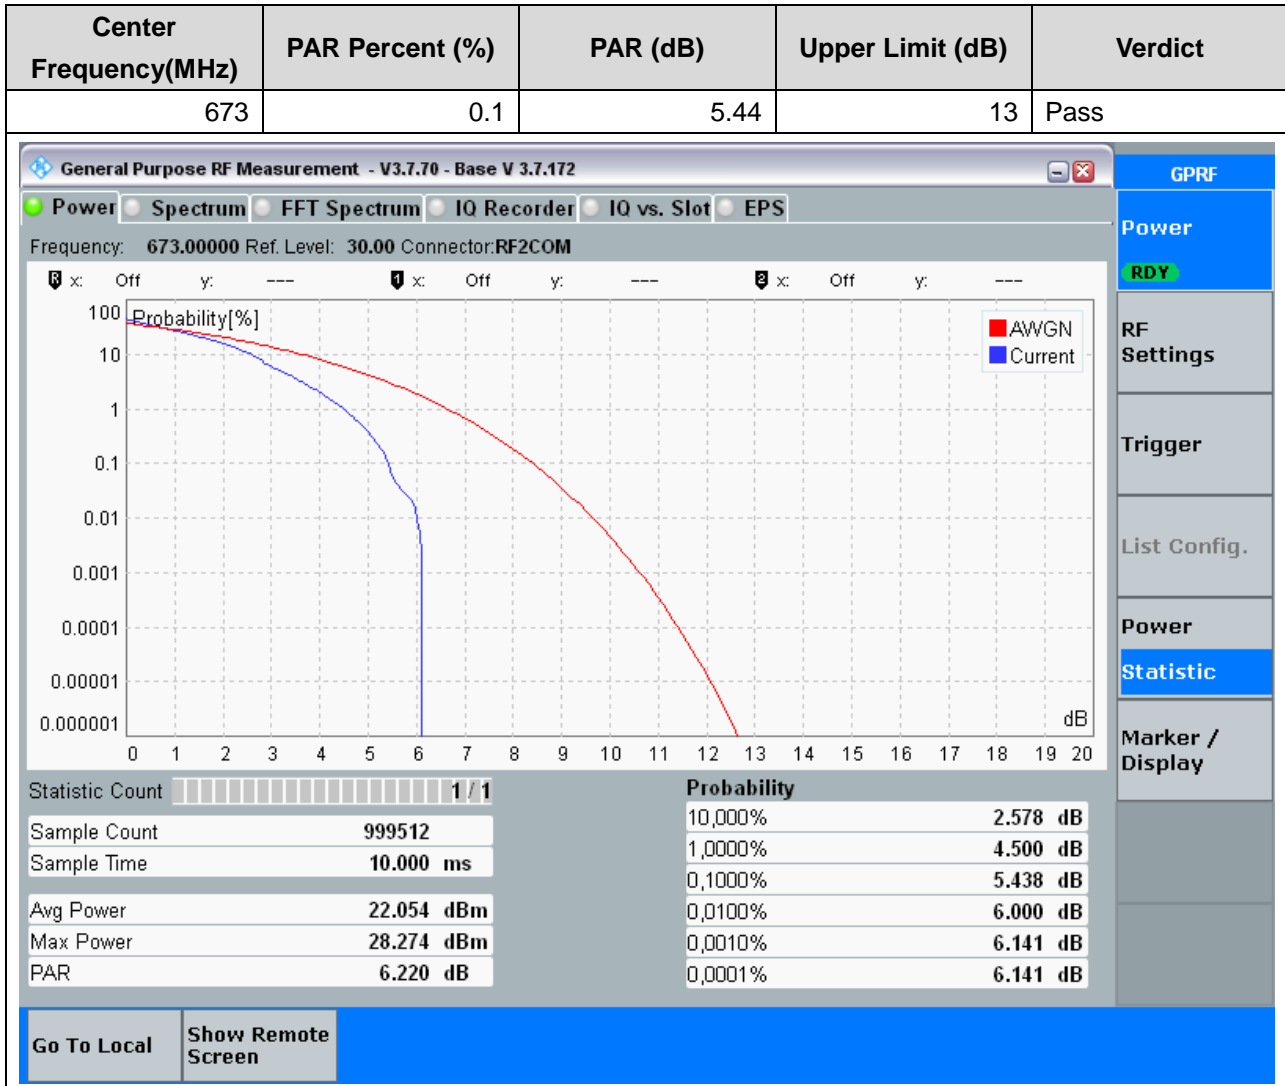 Center Frequency(MHz) PAR Percent (%) PAR (dB) Upper Limit (dB) Verdict
673 0.1 5.44 13 Pass
General Purpose RF Measurement - V3.7.70 - Base V 3.7.172
Power Spectrum FFT Spectrum IQ Recorder IQ vs. Slot EPS
Frequency: 673.00000 Ref. Level: 30.00 Connector:RF2COM
R x: Off y: --- 1 x: Off y: --- 2 x: Off y: ---
Probability[%]
AWGN
Current
100
10
1
0.1
0.01
0.001
0.0001
0.00001
0.000001
dB
0 1 2 3 4 5 6 7 8 9 10 11 12 13 14 15 16 17 18 19 20
Statistic Count 1 / 1
Sample Count 999512
Sample Time 10.000 ms
Avg Power 22.054 dBm
Max Power 28.274 dBm
PAR 6.220 dB
Probability
10,000% 2.578 dB
1,0000% 4.500 dB
0,1000% 5.438 dB
0,0100% 6.000 dB
0,0010% 6.141 dB
0,0001% 6.141 dB
GPRF
Power
RDY
RF
Settings
Trigger
List Config.
Power
Statistic
Marker /
Display
Go To Local
Show Remote
Screen